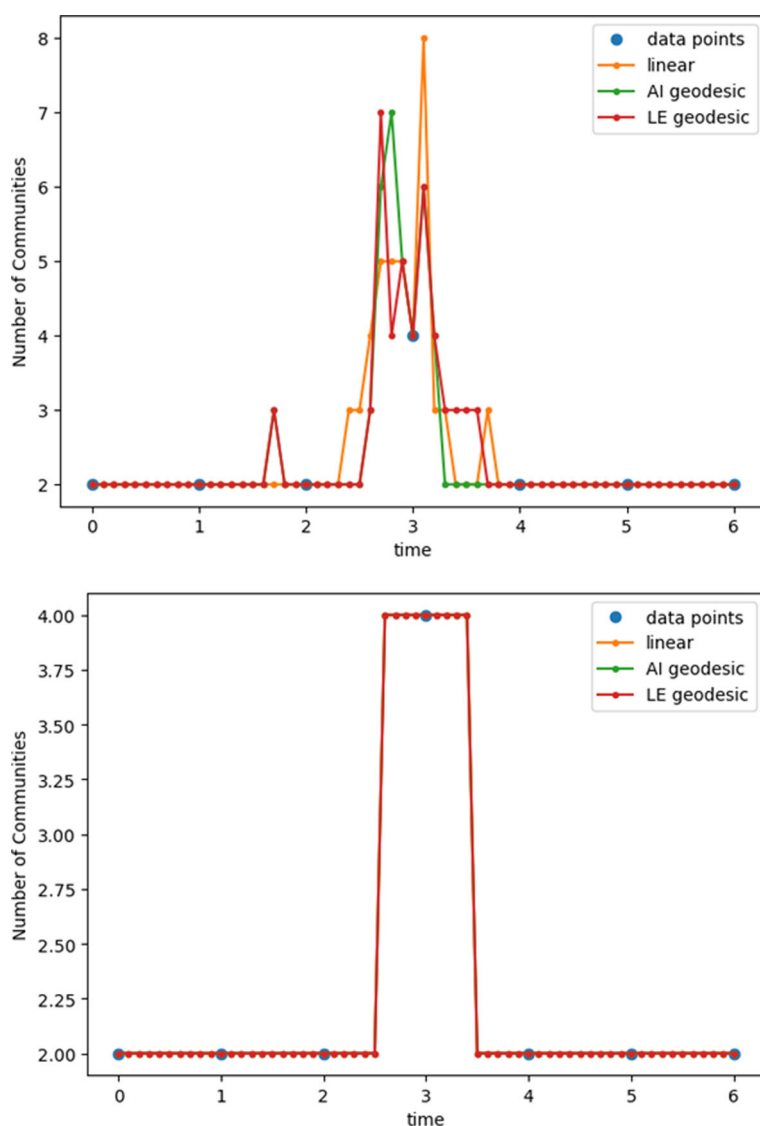 8
7
6
5
4
3
2
Number of Communities
data points
linear
AI geodesic
LE geodesic
0 1 2 3 4 5 6
time
4.00
3.75
3.50
3.25
3.00
2.75
2.50
2.25
2.00
Number of Communities
data points
linear
AI geodesic
LE geodesic
0 1 2 3 4 5 6
time